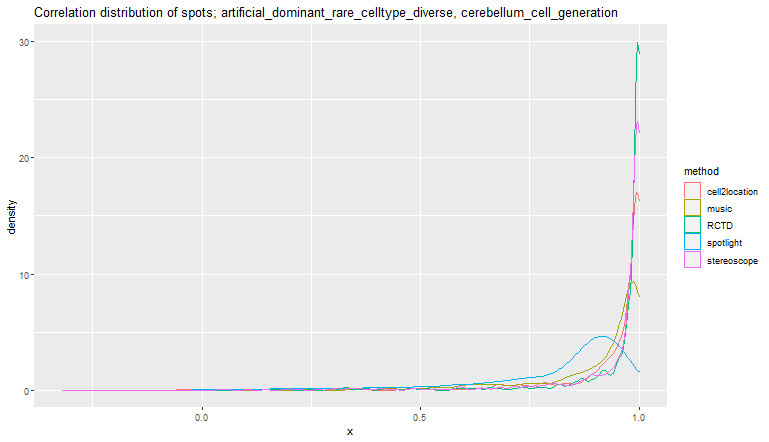 Correlation distribution of spots; artificial_dominant_rare_celltype_diverse, cerebellum_cell_generation
30
20
10
0
density
0.0
0.5
1.0
x
method
cell2location
music
RCTD
spotlight
stereoscope